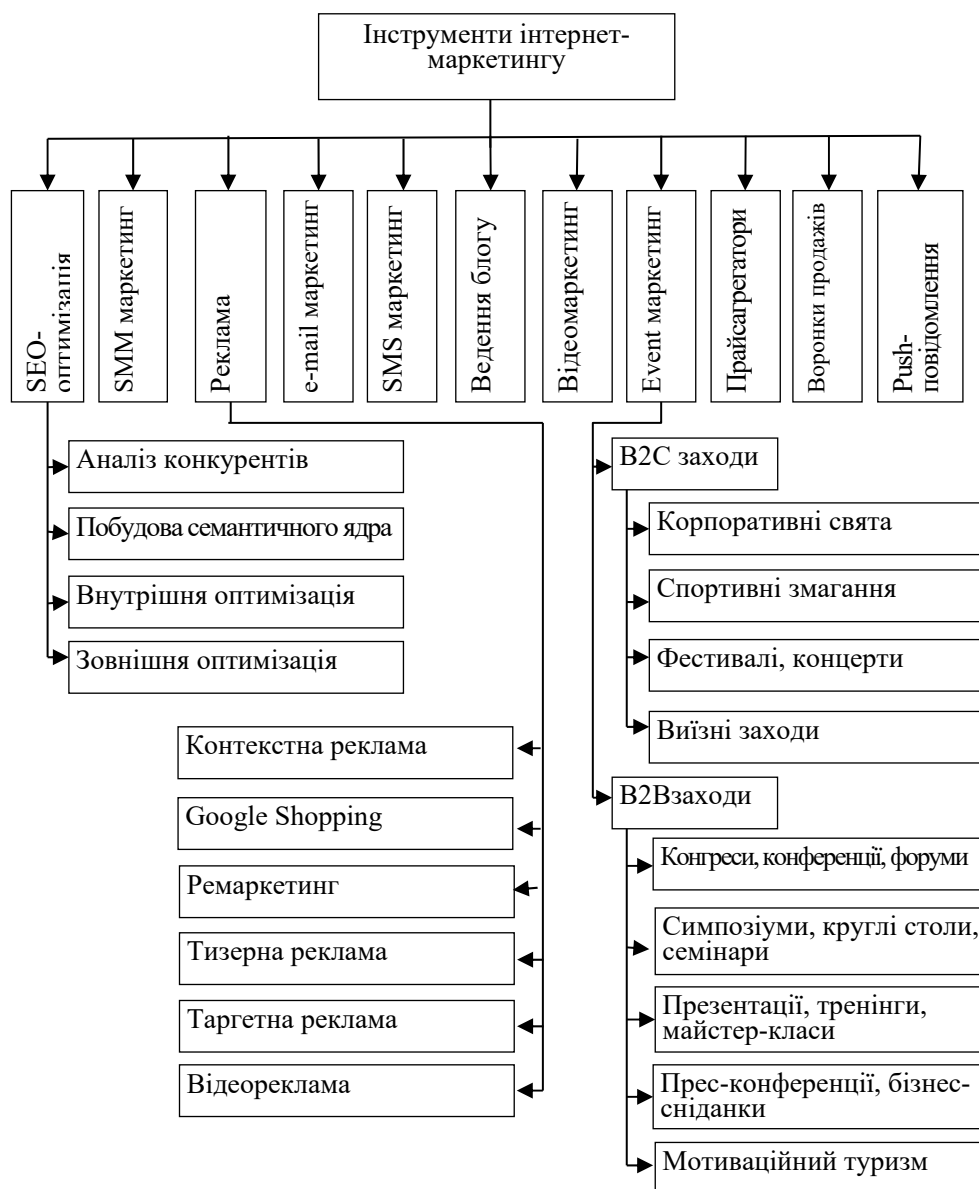 Інструменти інтернет-
маркетингу
SEO-
оптимізація
SMM маркетинг
Реклама
e-mail маркетинг
SMS маркетинг
Ведення блогу
Відеомаркетинг
Event маркетинг
Прайсагрегатори
Воронки продажів
Push-
повідомлення
Аналіз конкурентів
Побудова семантичного ядра
Внутрішня оптимізація
Зовнішня оптимізація
Контекстна реклама
Google Shopping
Ремаркетинг
Тизерна реклама
Таргетна реклама
Відеореклама
B2C заходи
Корпоративні свята
Спортивні змагання
Фестивалі, концерти
Виїзні заходи
B2Bзаходи
Конгреси, конференції, форуми
Симпозіуми, круглі столи,
семінари
Презентації, тренінги,
майстер-класи
Прес-конференції, бізнес-
сніданки
Мотиваційний туризм